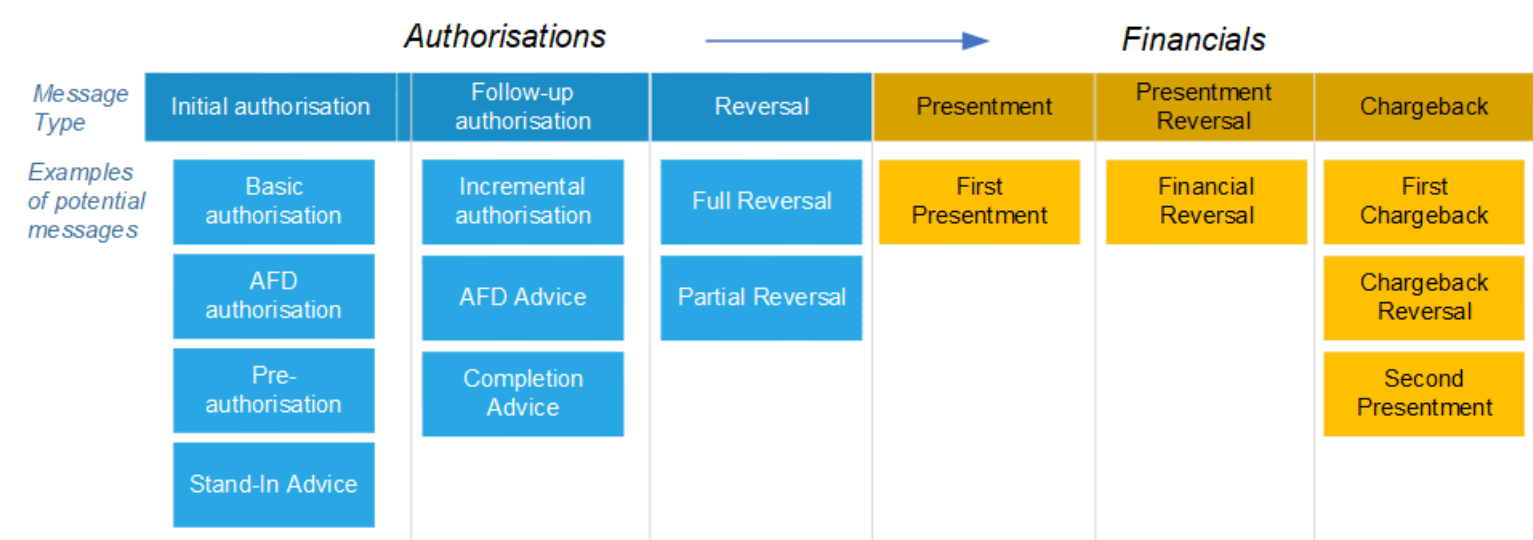 Authorisations
Financials
Message
Type
Initial authorisation
Follow-up
authorisation
Reversal
Presentment
Presentment
Reversal
Chargeback
Examples
of potential
messages
Basic
authorisation
Incremental
authorisation
Full Reversal
First
Presentment
Financial
Reversal
First
Chargeback
AFD
authorisation
AFD Advice
Partial Reversal
Chargeback
Reversal
Pre-
authorisation
Completion
Advice
Second
Presentment
Stand-In Advice